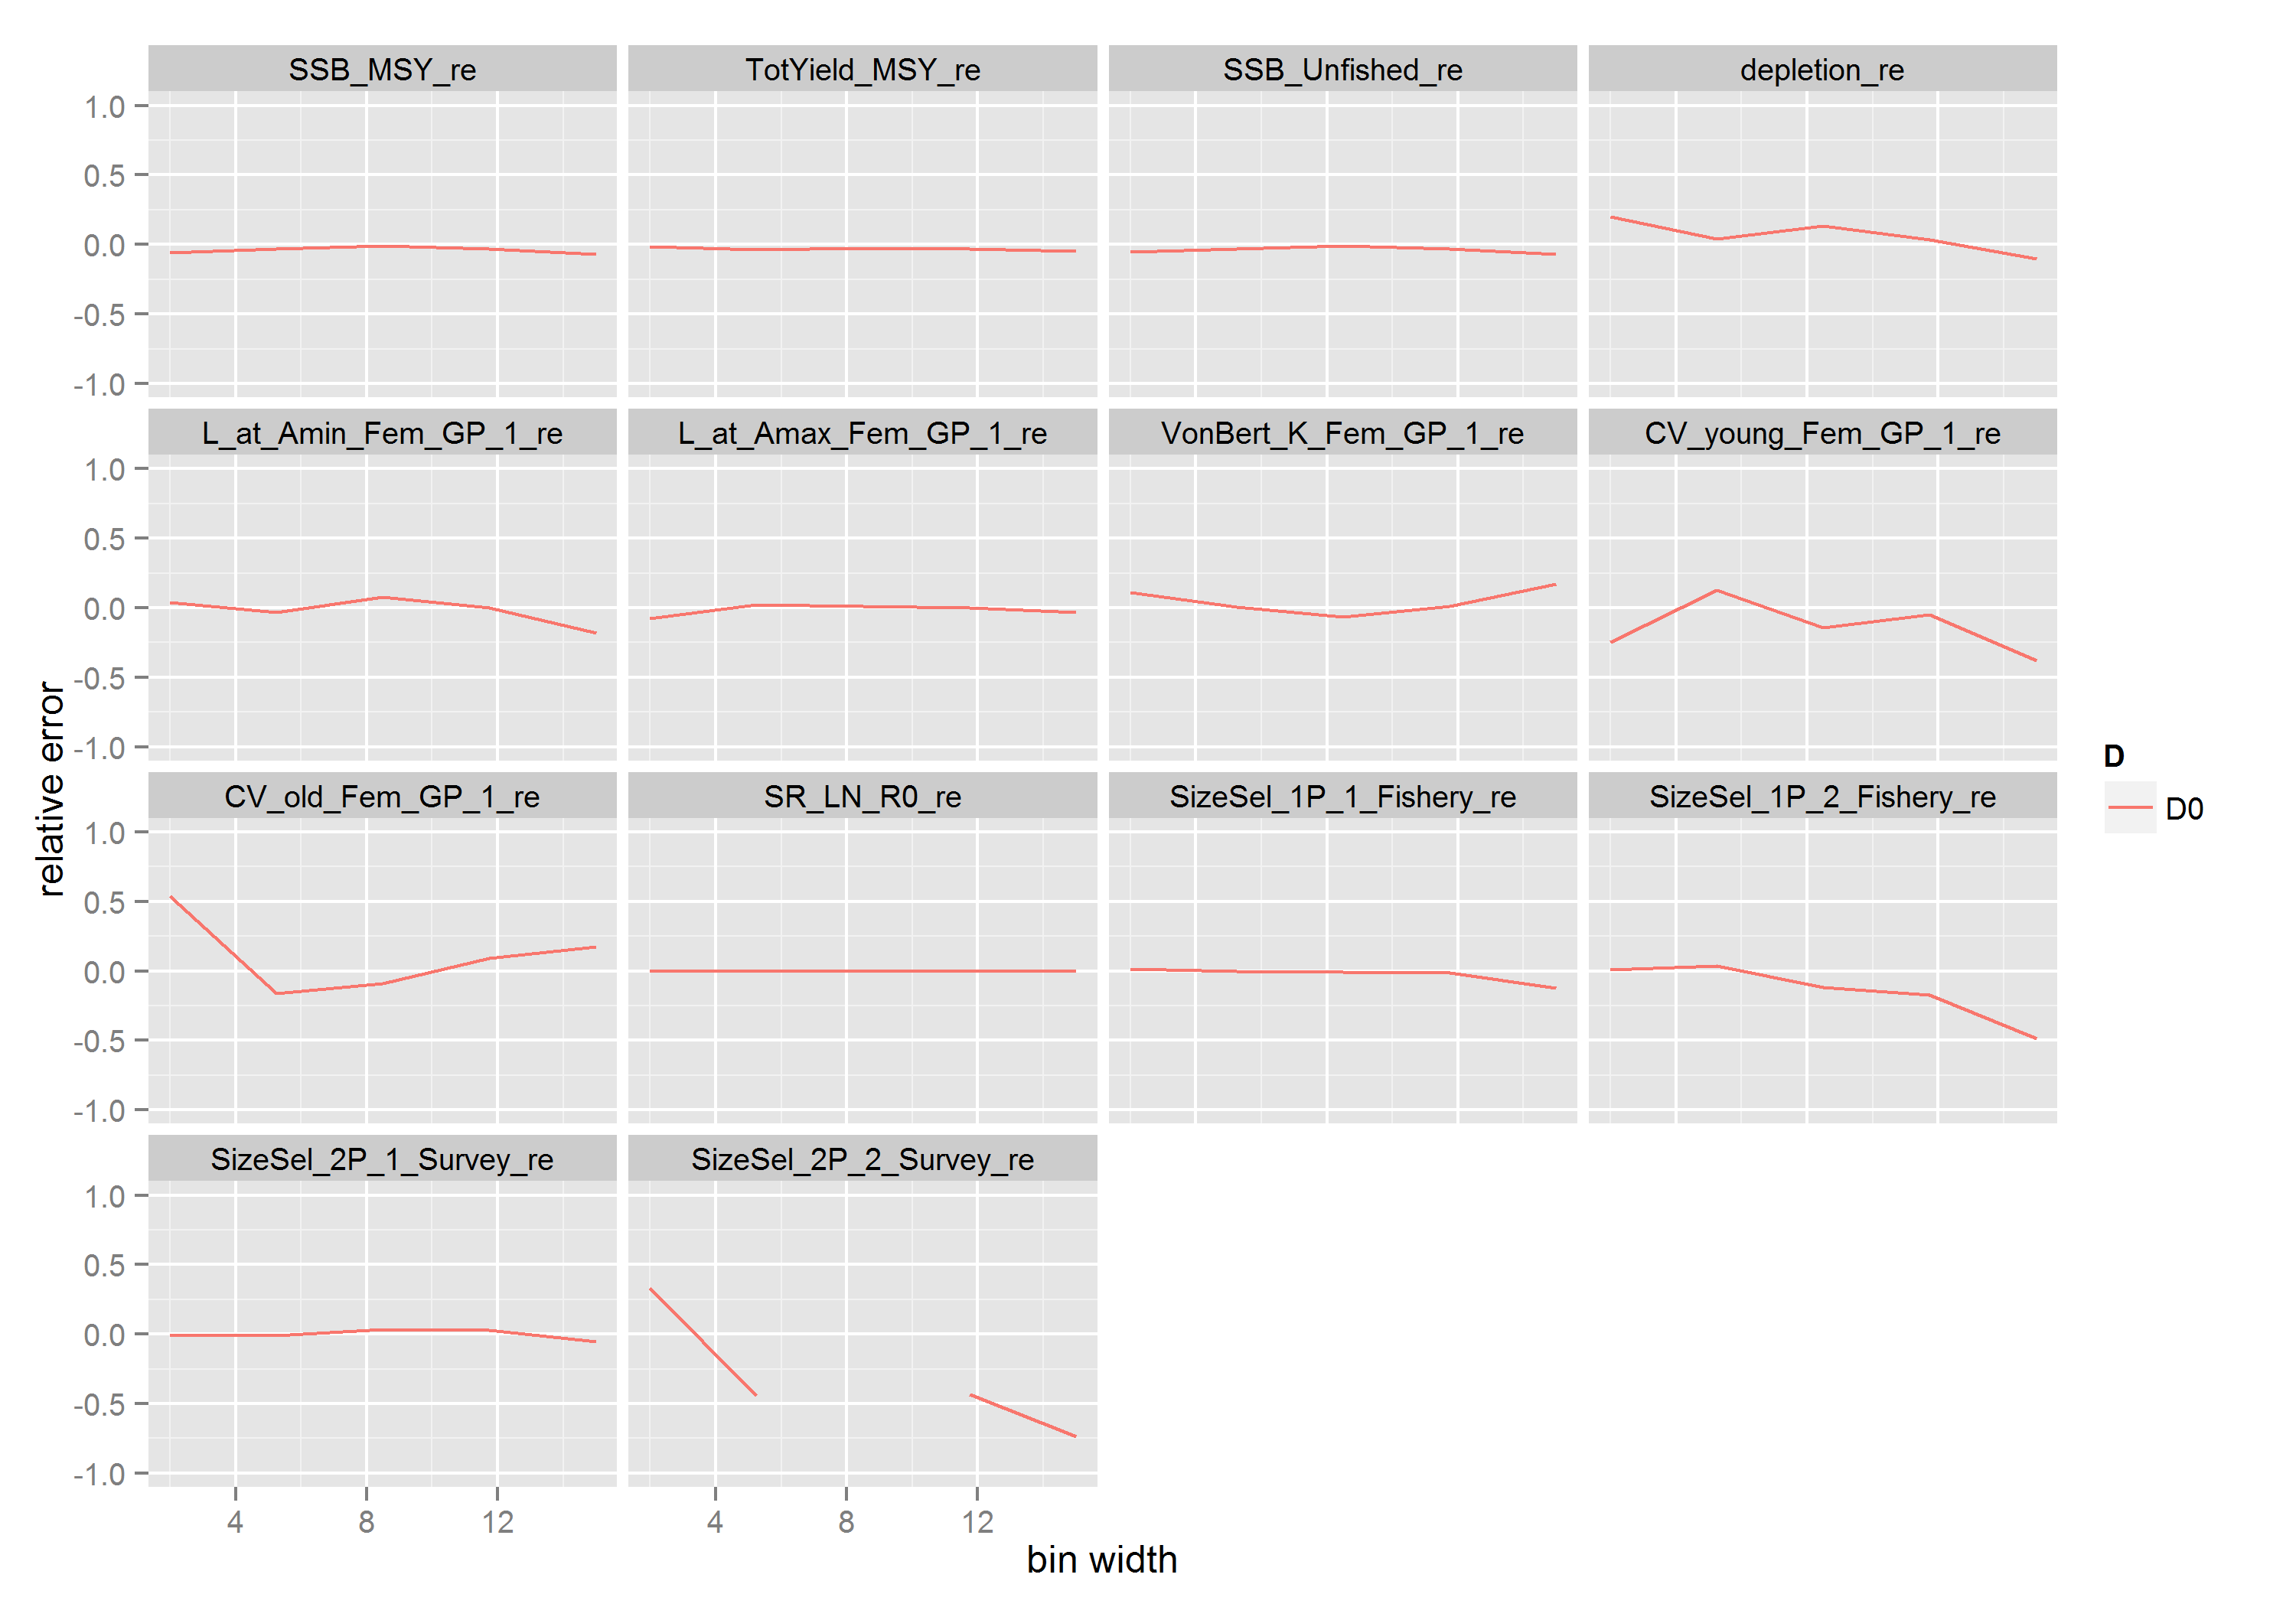 SSB_MSY_re
TotYield_MSY_re
SSB_Unfished_re
depletion_re
1.0
0.5
0.0
-0.5
-1.0
L_at_Amin_Fem_GP_1_re
L_at_Amax_Fem_GP_1_re
VonBert_K_Fem_GP_1_re
CV_young_Fem_GP_1_re
1.0
0.5
0.0
-0.5
-1.0
CV_old_Fem_GP_1_re
SR_LN_R0_re
SizeSel_1P_1_Fishery_re
SizeSel_1P_2_Fishery_re
1.0
0.5
0.0
-0.5
-1.0
SizeSel_2P_1_Survey_re
SizeSel_2P_2_Survey_re
1.0
0.5
0.0
-0.5
-1.0
4 8 12
4 8 12
bin width
relative error
D
D0